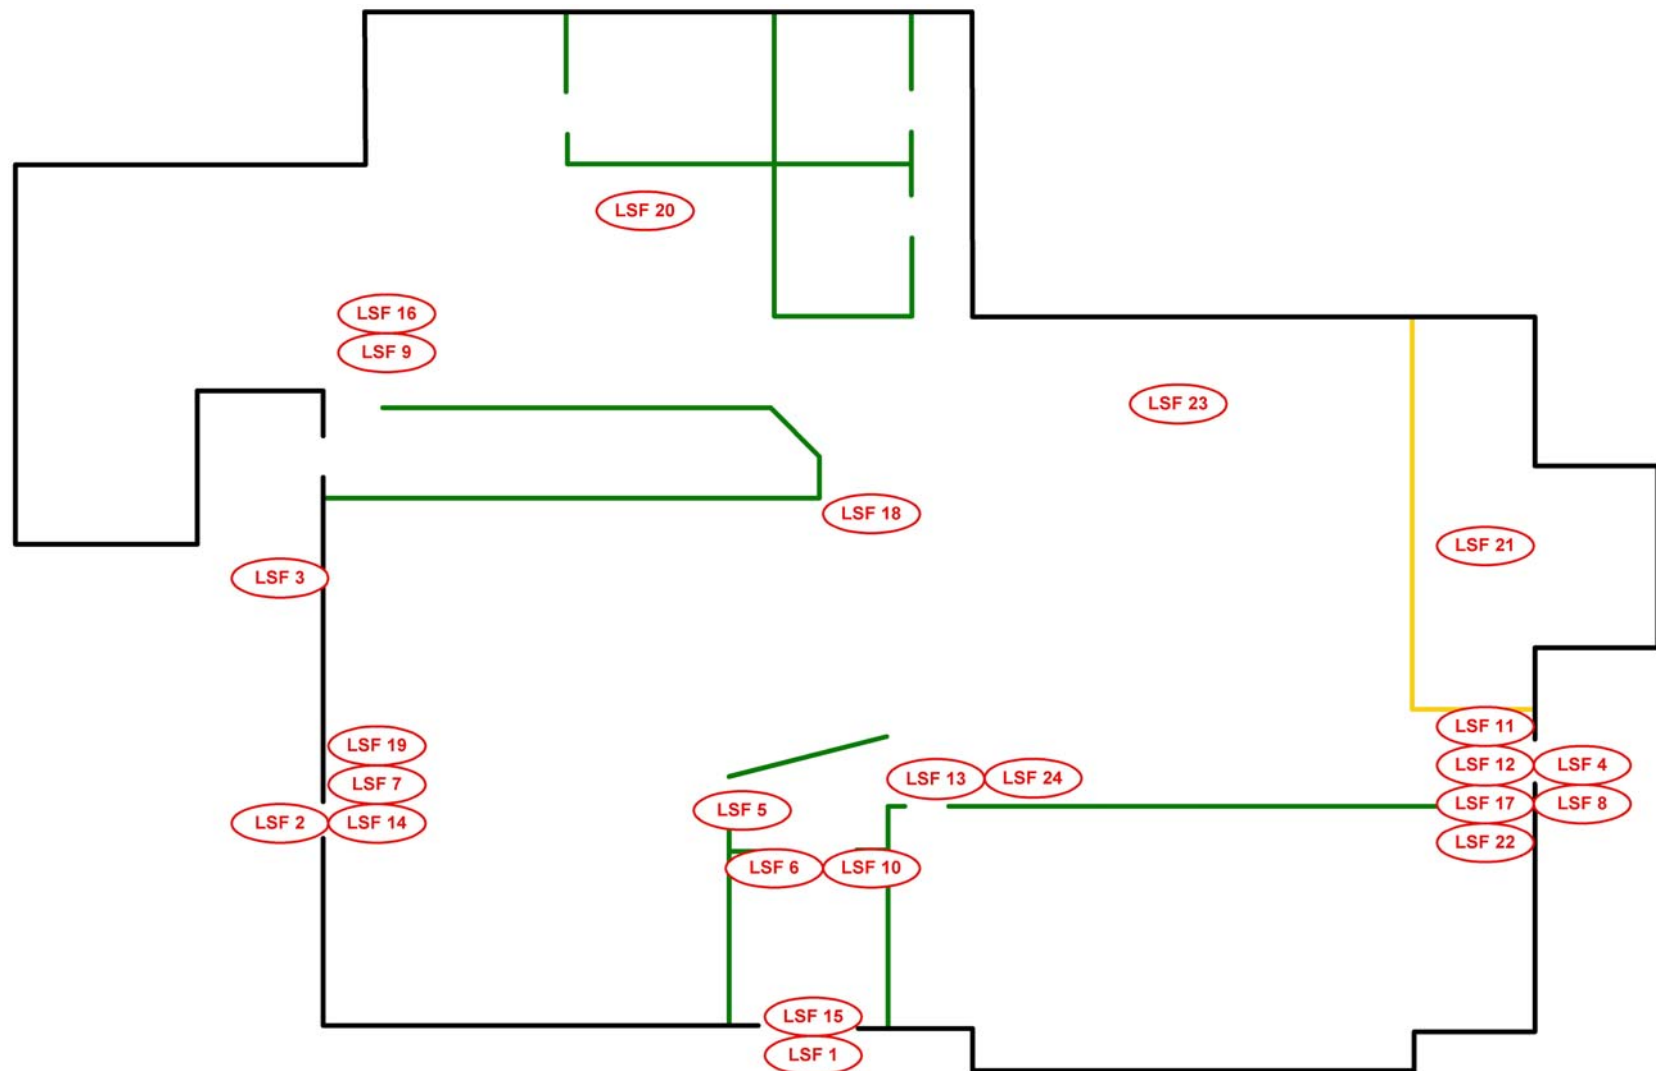 LSF 20
LSF 16
LSF 9
LSF 23
LSF 18
LSF 21
LSF 3
LSF 11
LSF 19
LSF 12
LSF 4
LSF 7
LSF 13
LSF 24
LSF 17
LSF 8
LSF 5
LSF 2
LSF 14
LSF 22
LSF 6
LSF 10
LSF 15
LSF 1